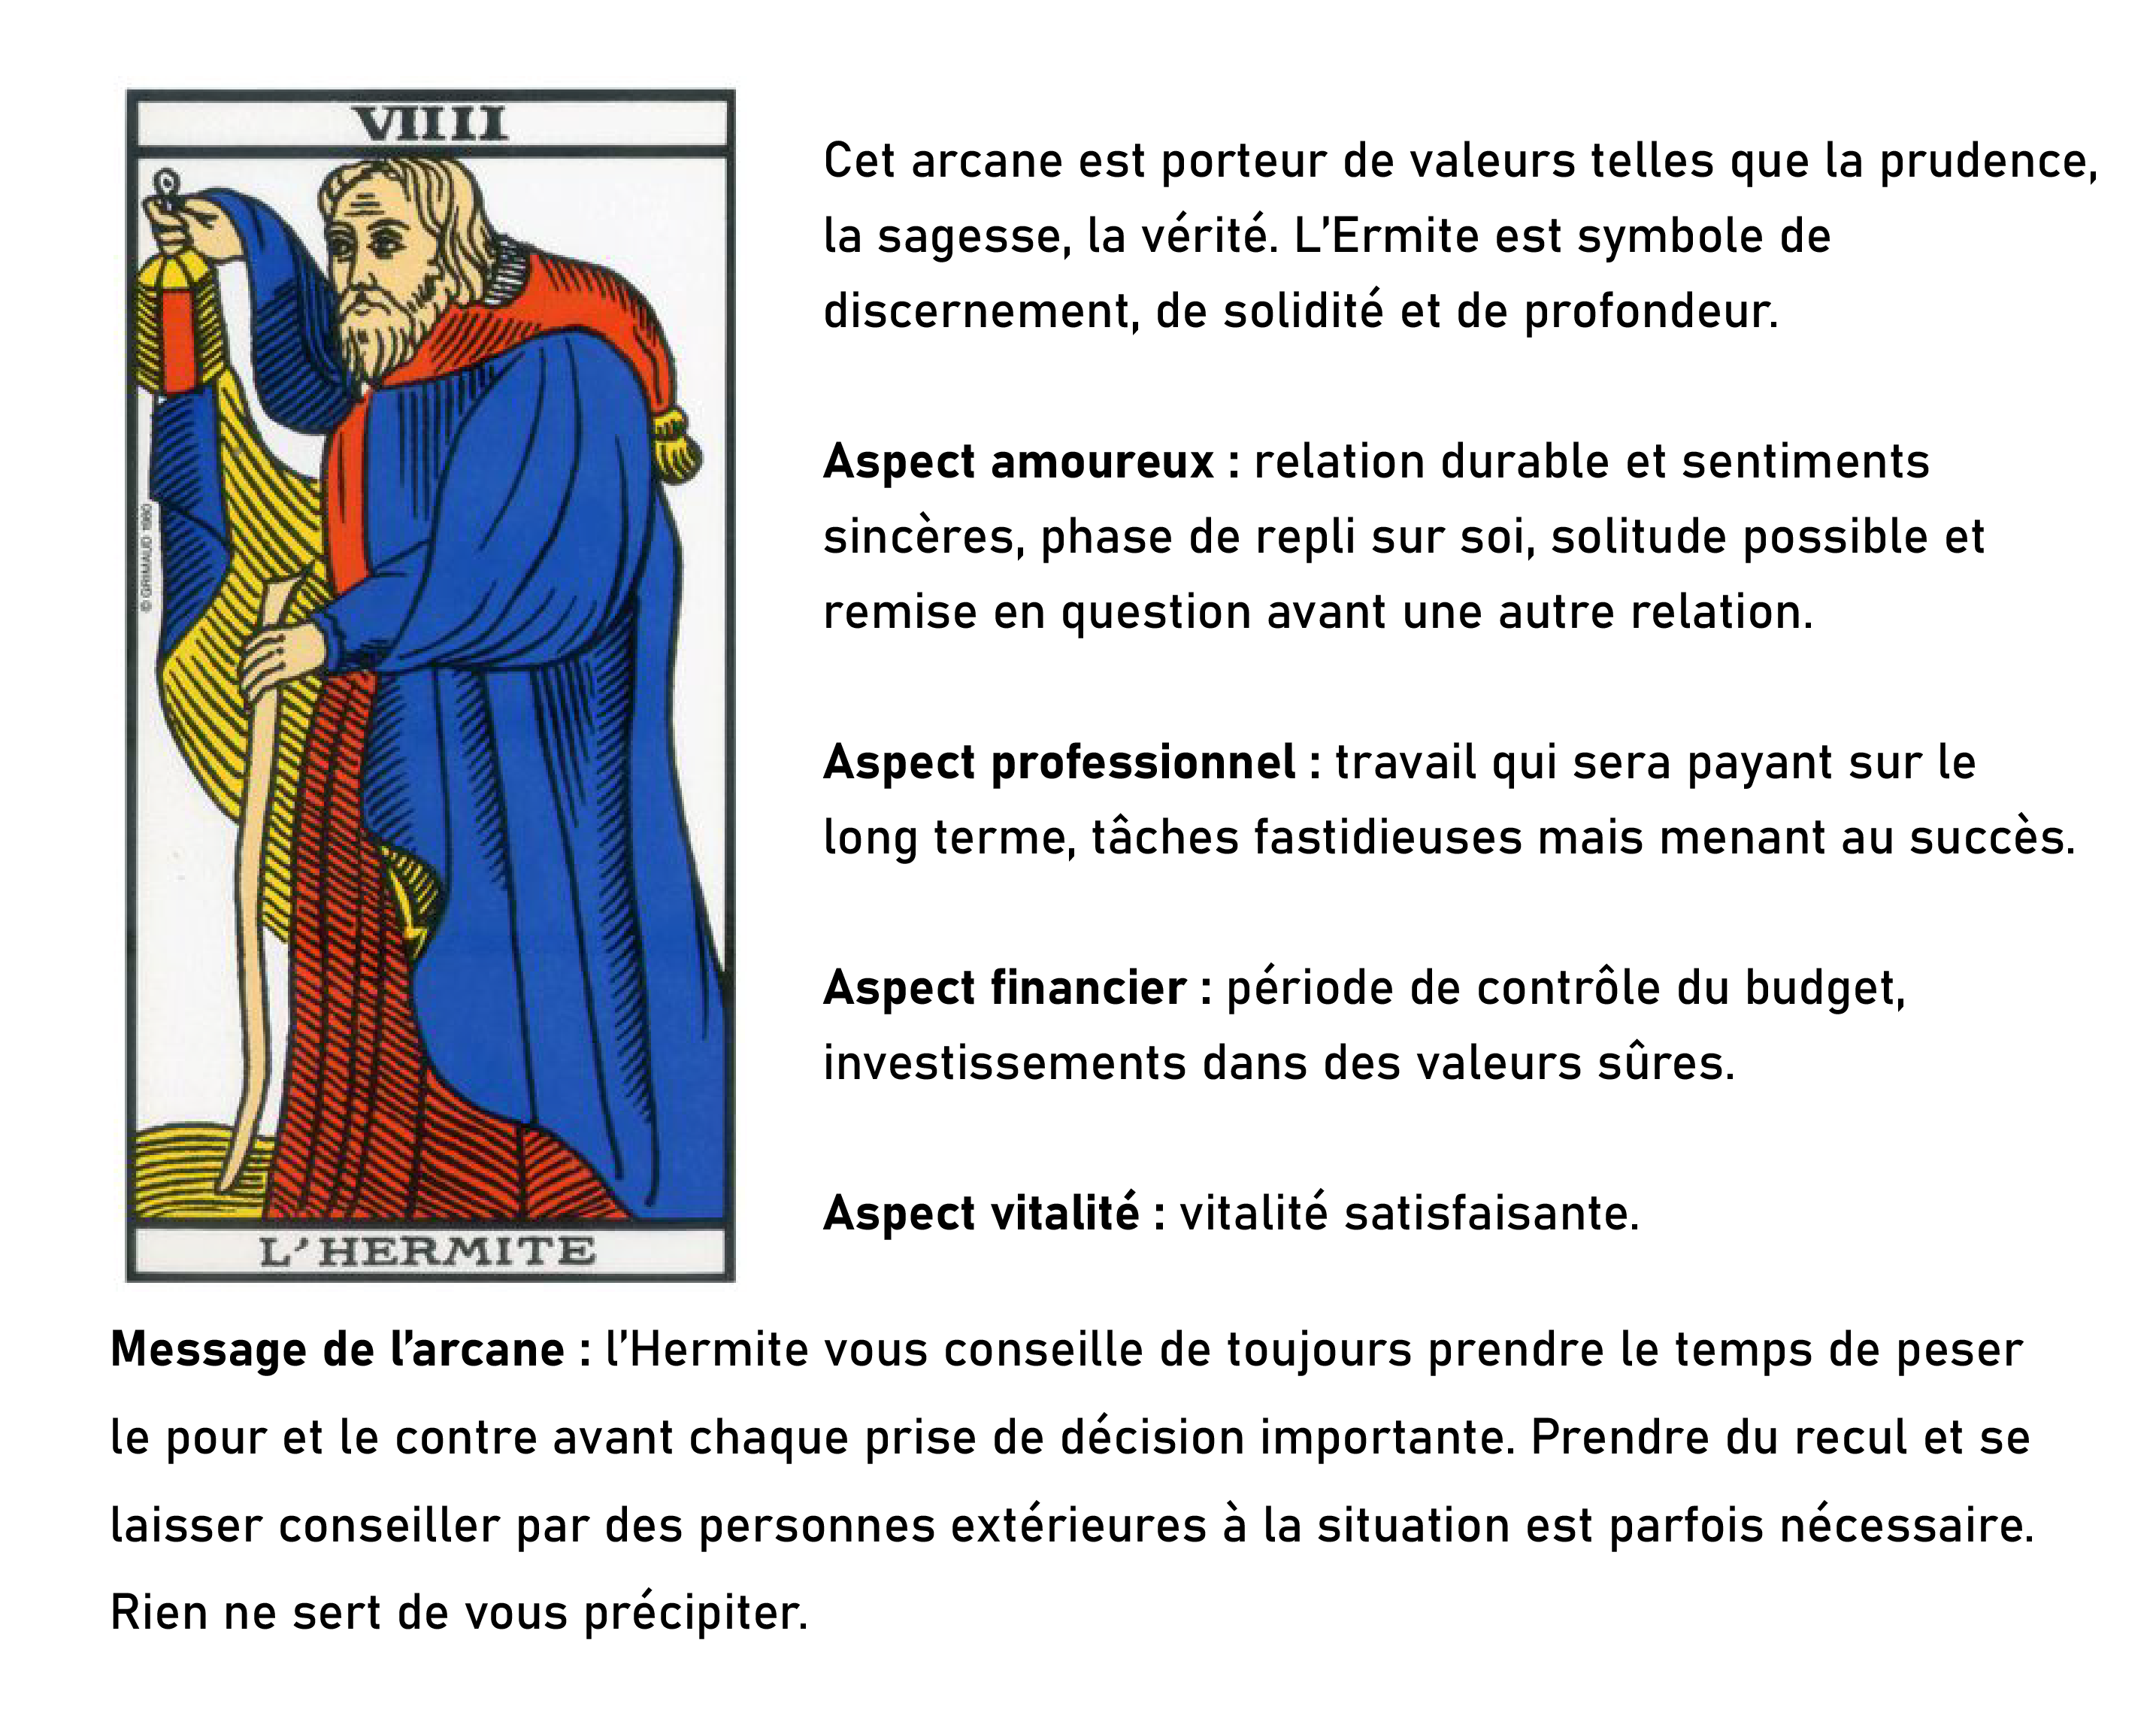 VIIII
© GRIMAUD 1980
L'HERMITE
Cet arcane est porteur de valeurs telles que la prudence,
la sagesse, la vérité. L'Ermite est symbole de
discernement, de solidité et de profondeur.
Aspect amoureux : relation durable et sentiments
sincères, phase de repli sur soi, solitude possible et
remise en question avant une autre relation.
Aspect professionnel : travail qui sera payant sur le
long terme, tâches fastidieuses mais menant au succès.
Aspect financier : période de contrôle du budget,
investissements dans des valeurs sûres.
Aspect vitalité : vitalité satisfaisante.
Message de l'arcane : l'Hermite vous conseille de toujours prendre le temps de peser
le pour et le contre avant chaque prise de décision importante. Prendre du recul et se
laisser conseiller par des personnes extérieures à la situation est parfois nécessaire.
Rien ne sert de vous précipiter.